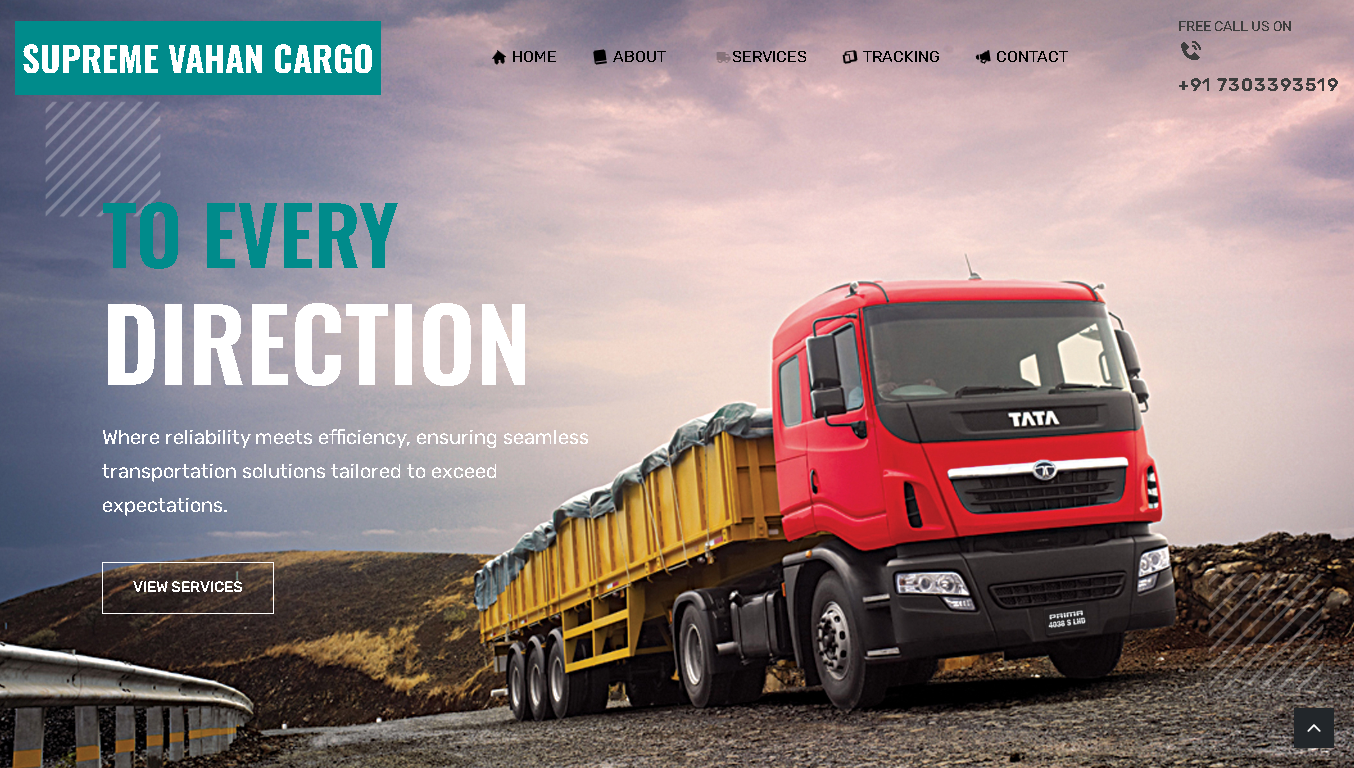 SUPREME VAHAN CARGO
HOME ABOUT SERVICES TRACKING CONTACT
FREE CALL US ON
+91 7303393519
TO EVERY
DIRECTION
Where reliability meets efficiency, ensuring seamless
transportation solutions tailored to exceed
expectations.
VIEW SERVICES
TATA
PRIMA
4038 S LHD